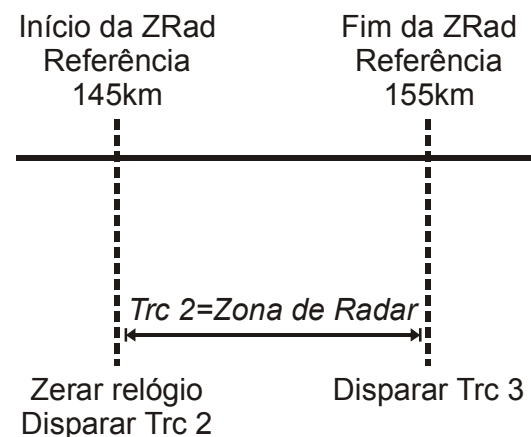 Início da ZRad
Referência
145km
Fim da ZRad
Referência
155km
Trc 2=Zona de Radar
Zerar relógio
Disparar Trc 2
Disparar Trc 3